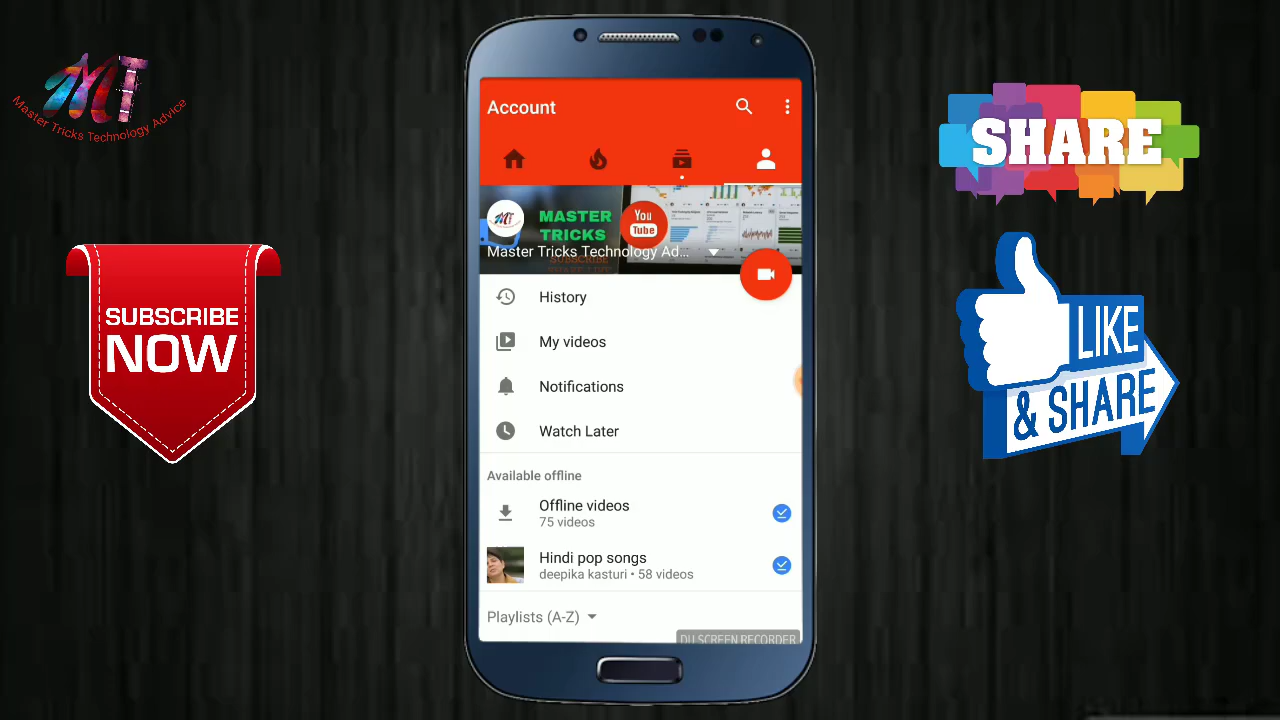 MT
Master Tricks Technology Advice
SUBSCRIBE
NOW
Account
MASTER
TRICKS
You
Tube
SUBSCRIBE
Master Tricks Technology Ad...
History
My videos
Notifications
Watch Later
Available offline
Offline videos
75 videos
Hindi pop songs
deepika kasturi • 58 videos
Playlists (A-Z)
DU SCREEN RECORDER
SHARE
LIKE
& SHARE